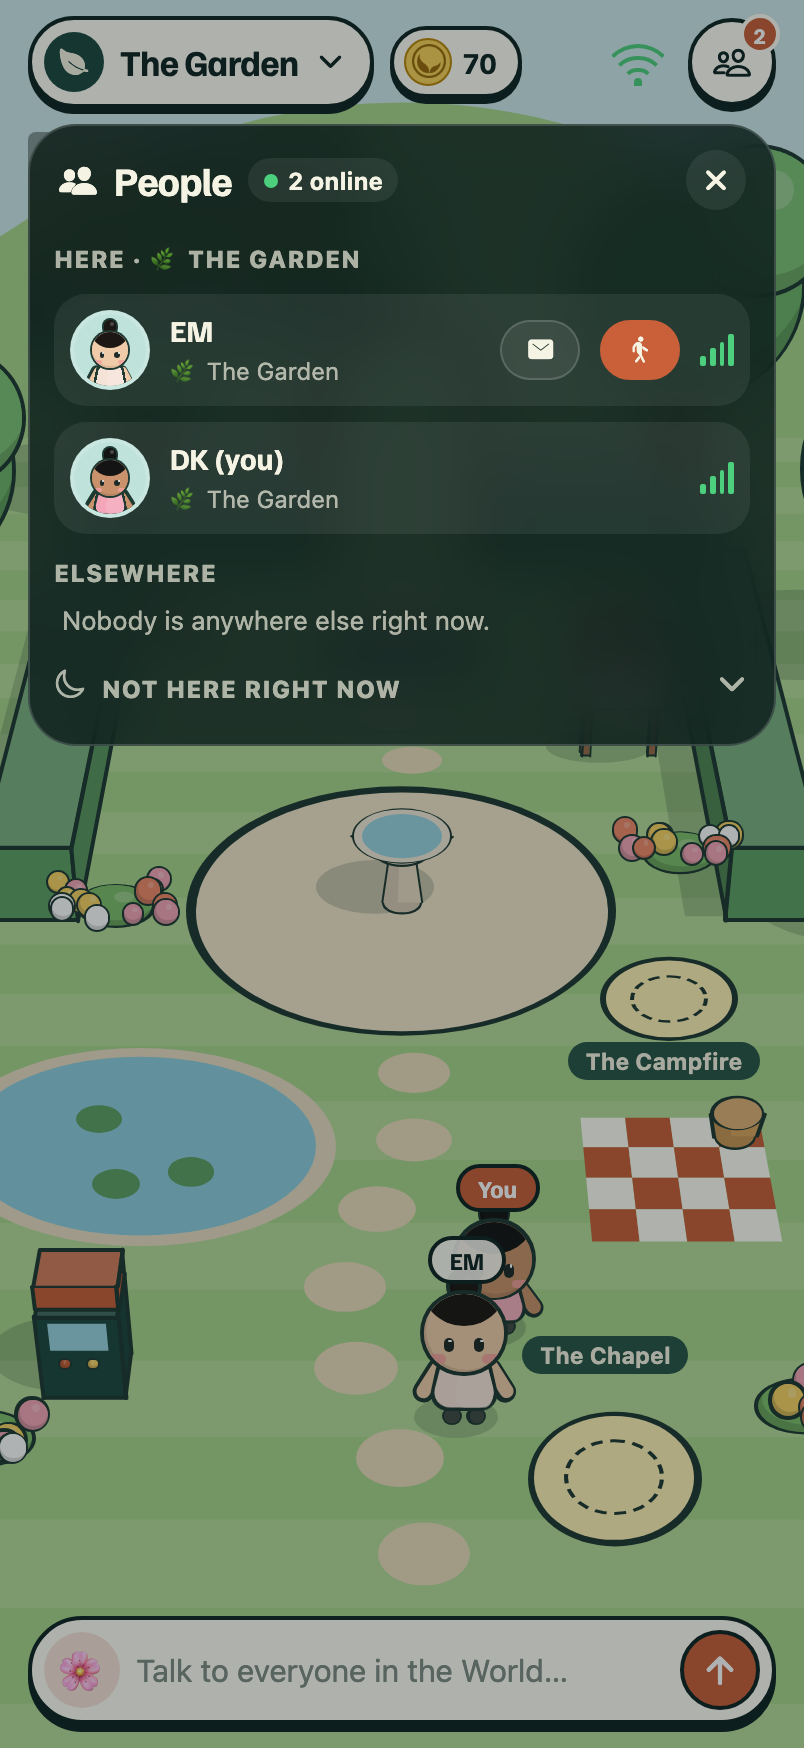 The Garden
70
2
People
2 online
HERE · THE GARDEN
EM
The Garden
DK (you)
The Garden
ELSEWHERE
Nobody is anywhere else right now.
NOT HERE RIGHT NOW
The Campfire
You
EM
The Chapel
Talk to everyone in the World...